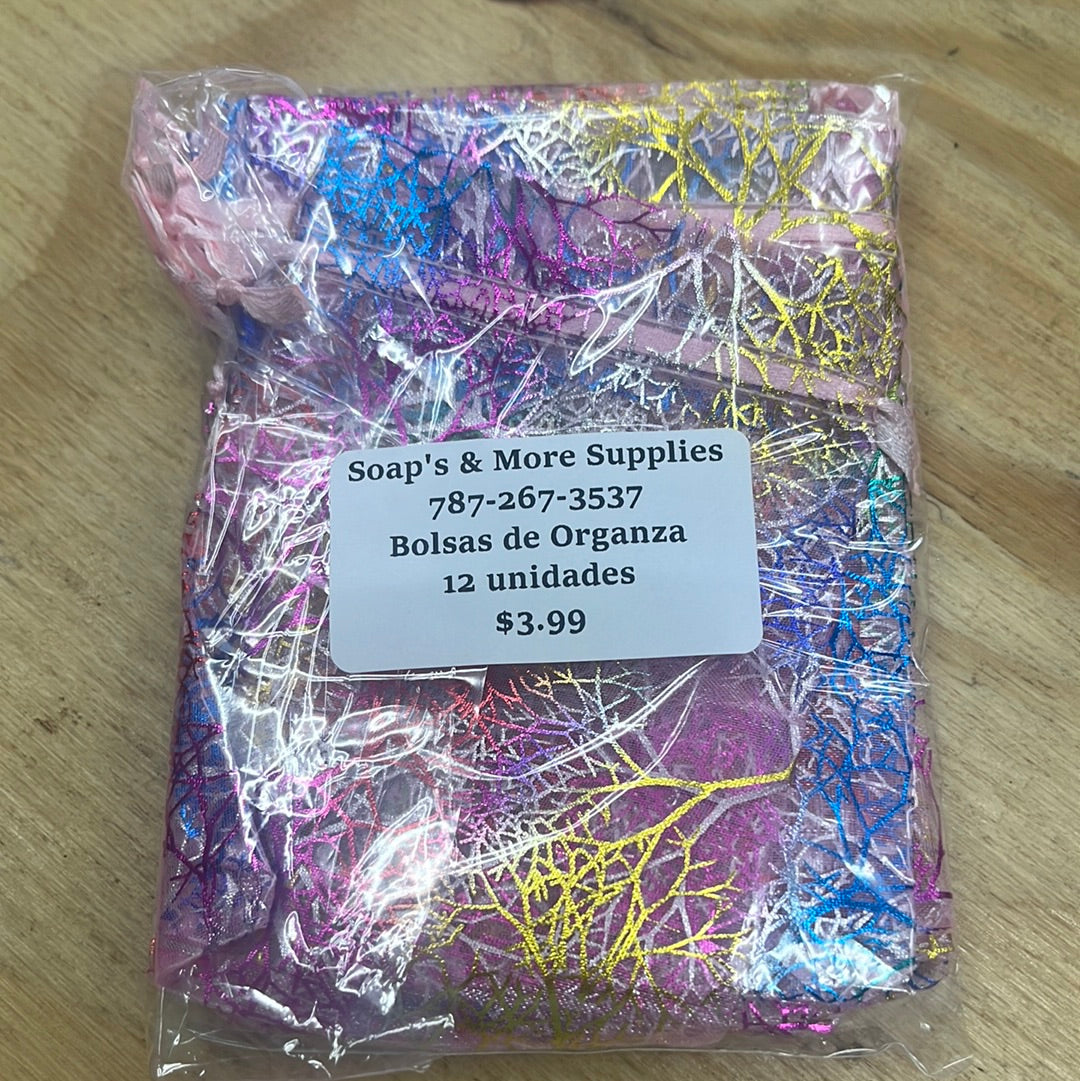 Soap's & More Supplies
787-267-3537
Bolsas de Organza
12 unidades
$3.99